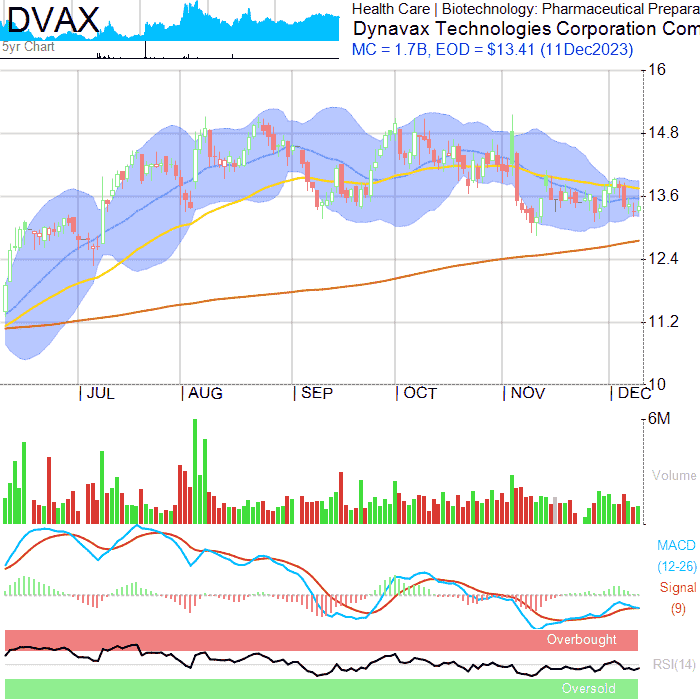 DVAX
5yr Chart
Health Care | Biotechnology: Pharmaceutical Prepara
Dynavax Technologies Corporation Com
MC = 1.7B, EOD = $13.41 (11Dec2023)
16
14.8
13.6
12.4
11.2
10
JUL AUG SEP OCT NOV DEC
6M
Volume
MACD
(12-26)
Signal
(9)
Overbought
RSI(14)
Oversold